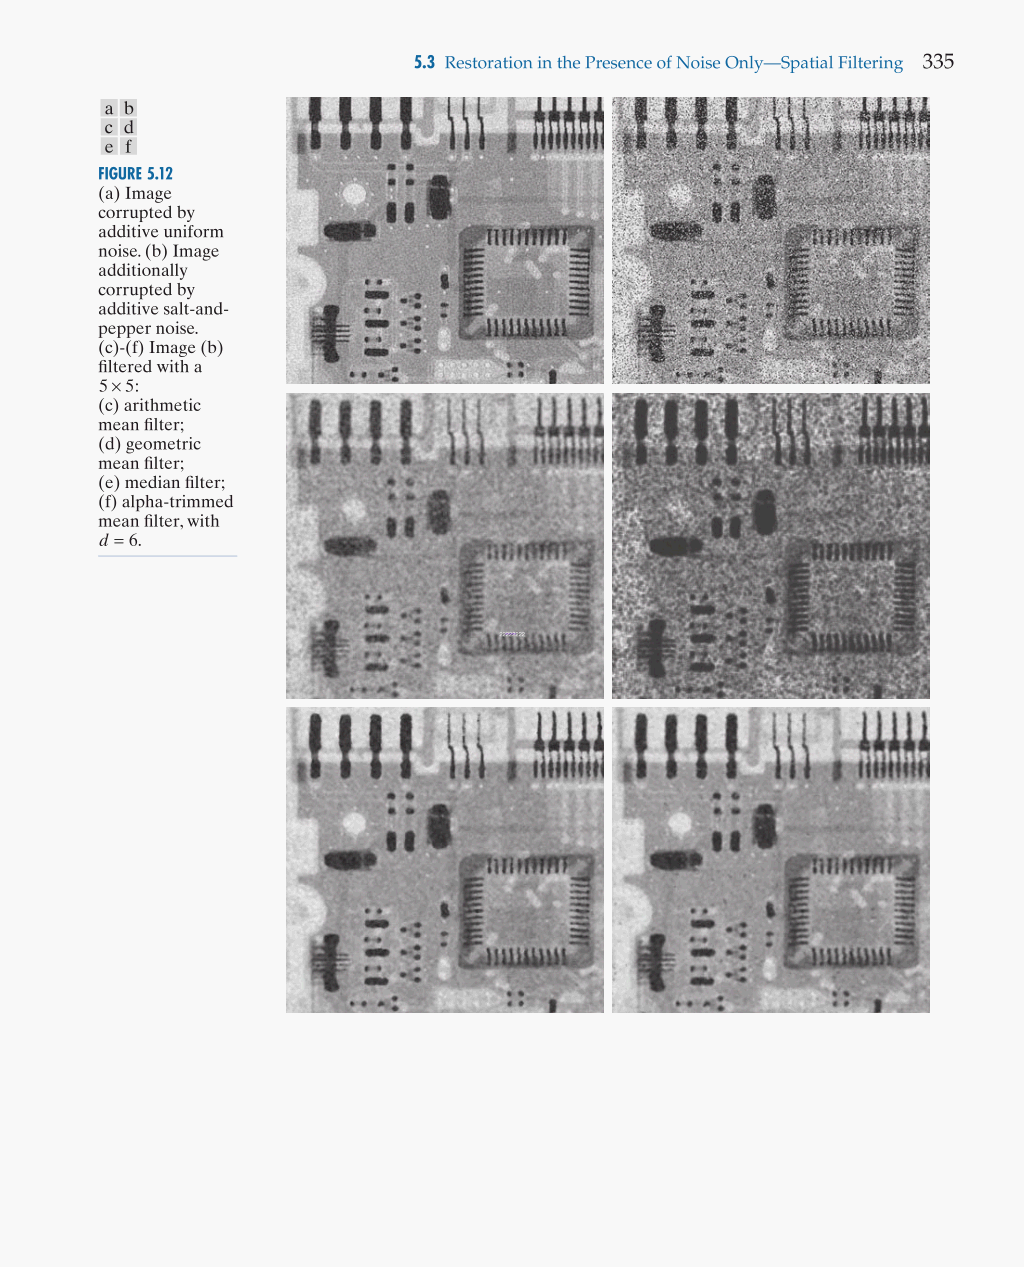 5.3 Restoration in the Presence of Noise Only—Spatial Filtering 335
a b
c d
e f
FIGURE 5.12
(a) Image
corrupted by
additive uniform
noise. (b) Image
additionally
corrupted by
additive salt-and-
pepper noise.
(c)-(f) Image (b)
filtered with a
5 × 5:
(c) arithmetic
mean filter;
(d) geometric
mean filter;
(e) median filter;
(f) alpha-trimmed
mean filter, with
d = 6.